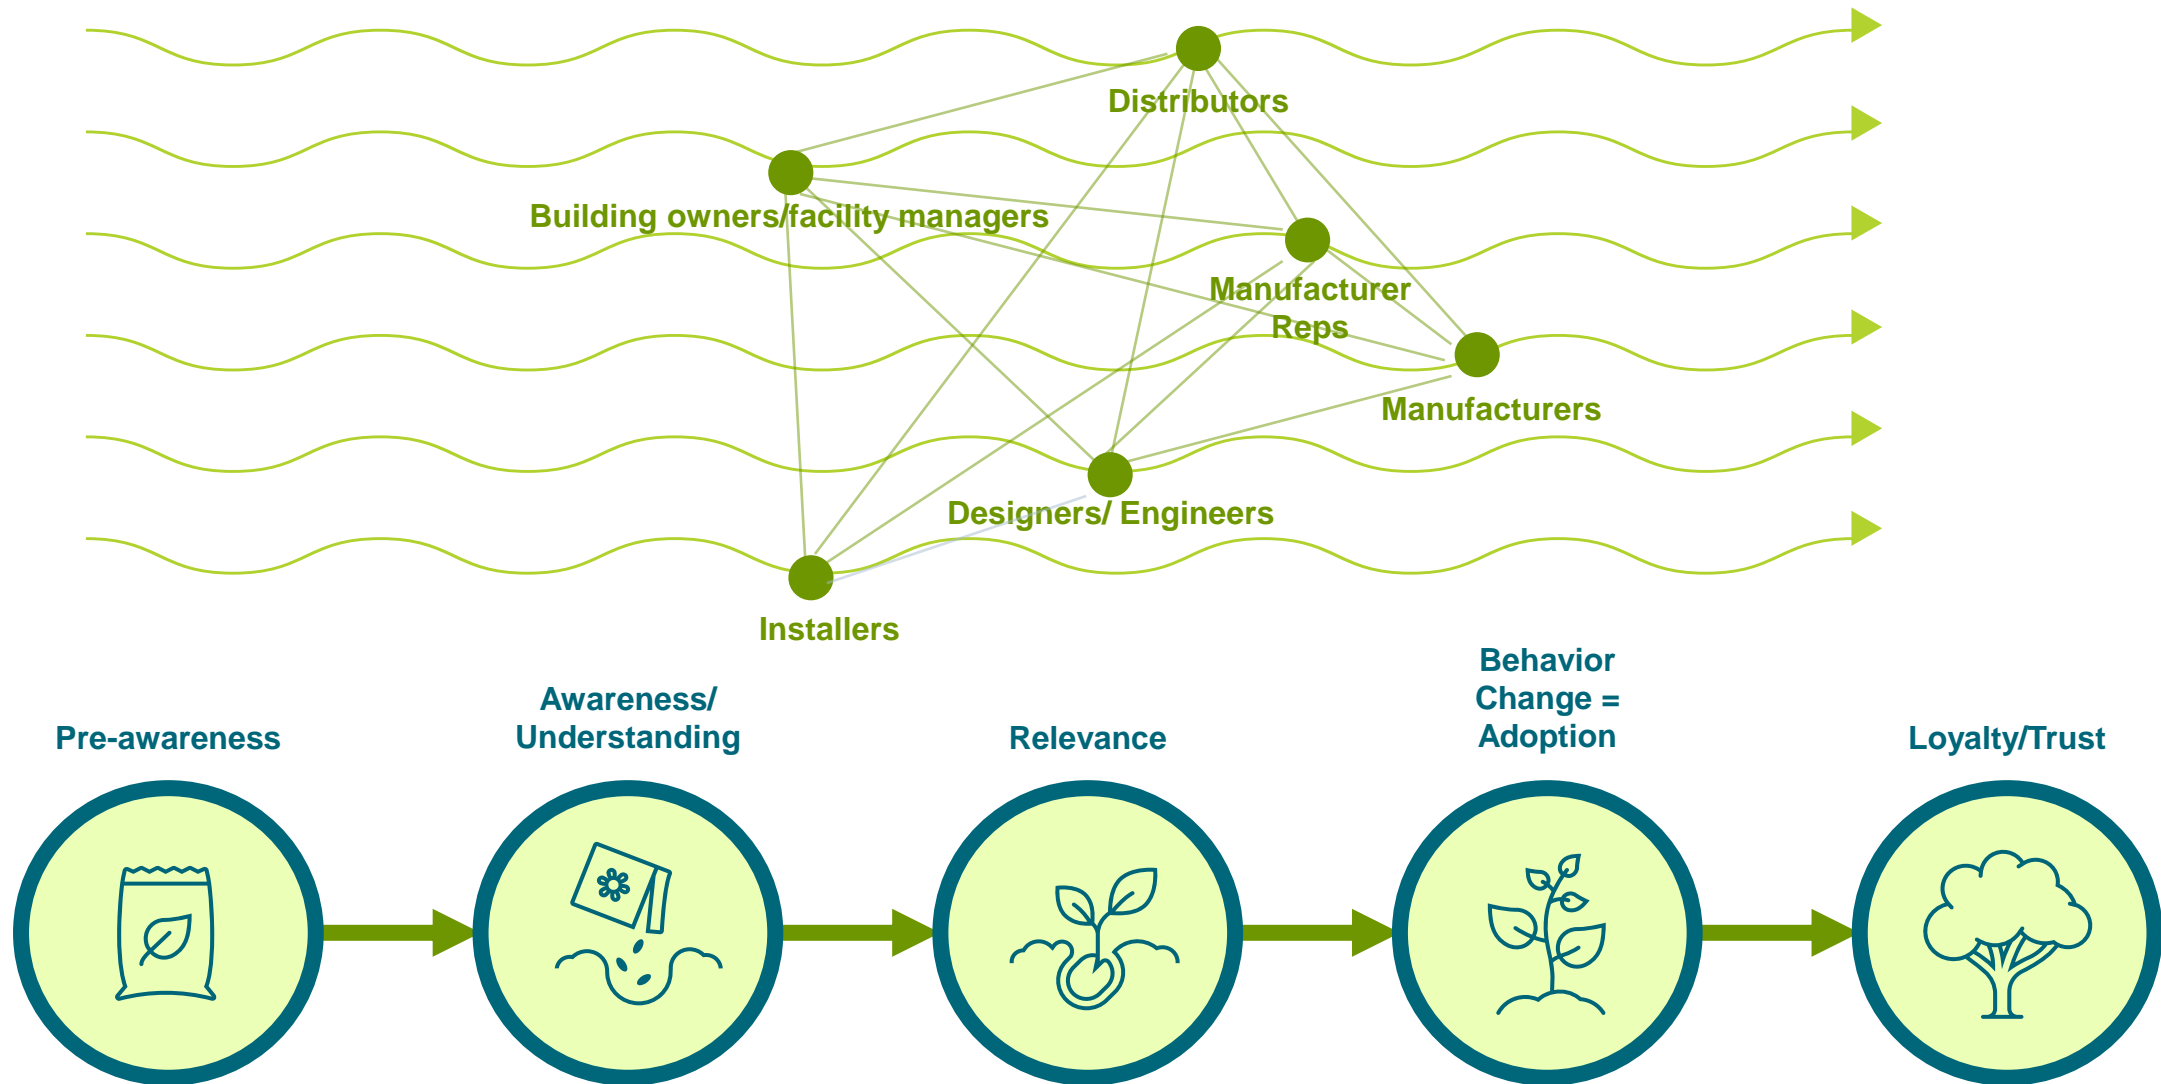 Distributors
Building owners/facility managers
Manufacturer
Reps
Manufacturers
Designers/ Engineers
Installers
Pre-awareness
Awareness/
Understanding
Relevance
Behavior
Change =
Adoption
Loyalty/Trust